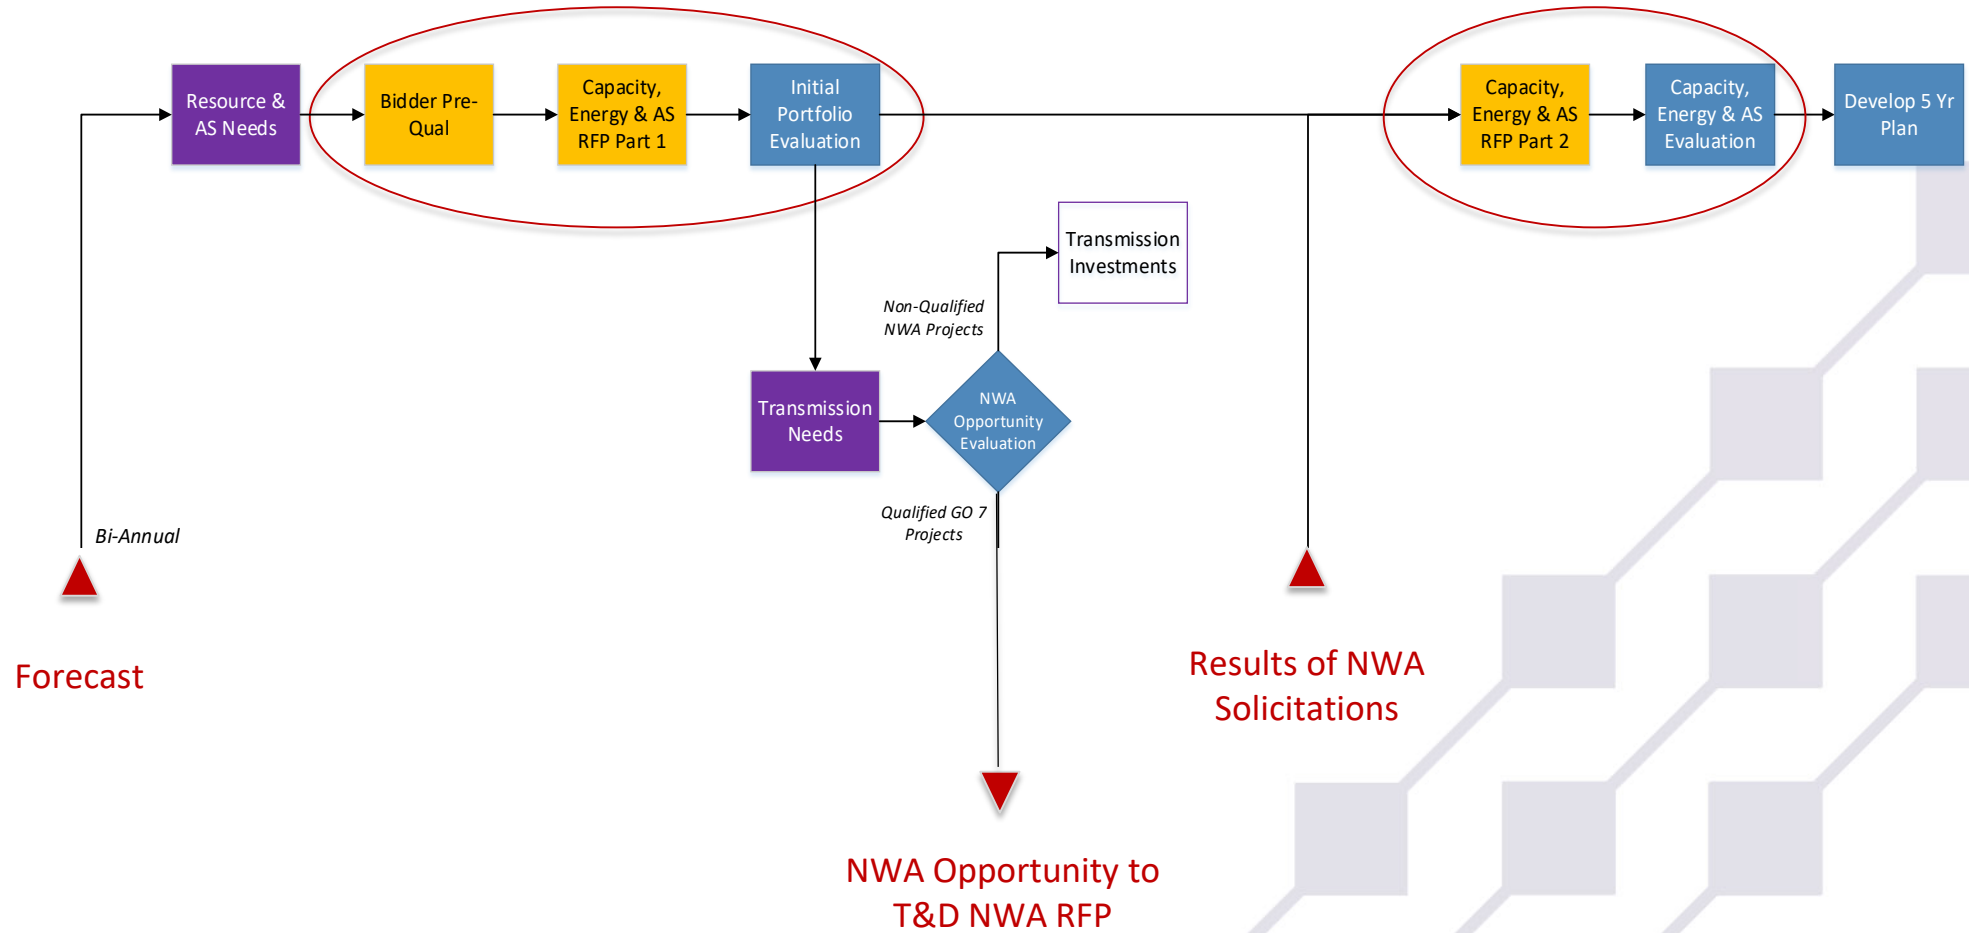 Resource &
AS Needs
Bidder Pre-
Qual
Capacity,
Energy & AS
RFP Part 1
Initial
Portfolio
Evaluation
Capacity,
Energy & AS
RFP Part 2
Capacity,
Energy & AS
Evaluation
Develop 5 Yr
Plan
Transmission
Investments
Non-Qualified
NWA Projects
Transmission
Needs
NWA
Opportunity
Evaluation
Qualified GO 7
Projects
Bi-Annual
Forecast
Results of NWA
Solicitations
NWA Opportunity to
T&D NWA RFP